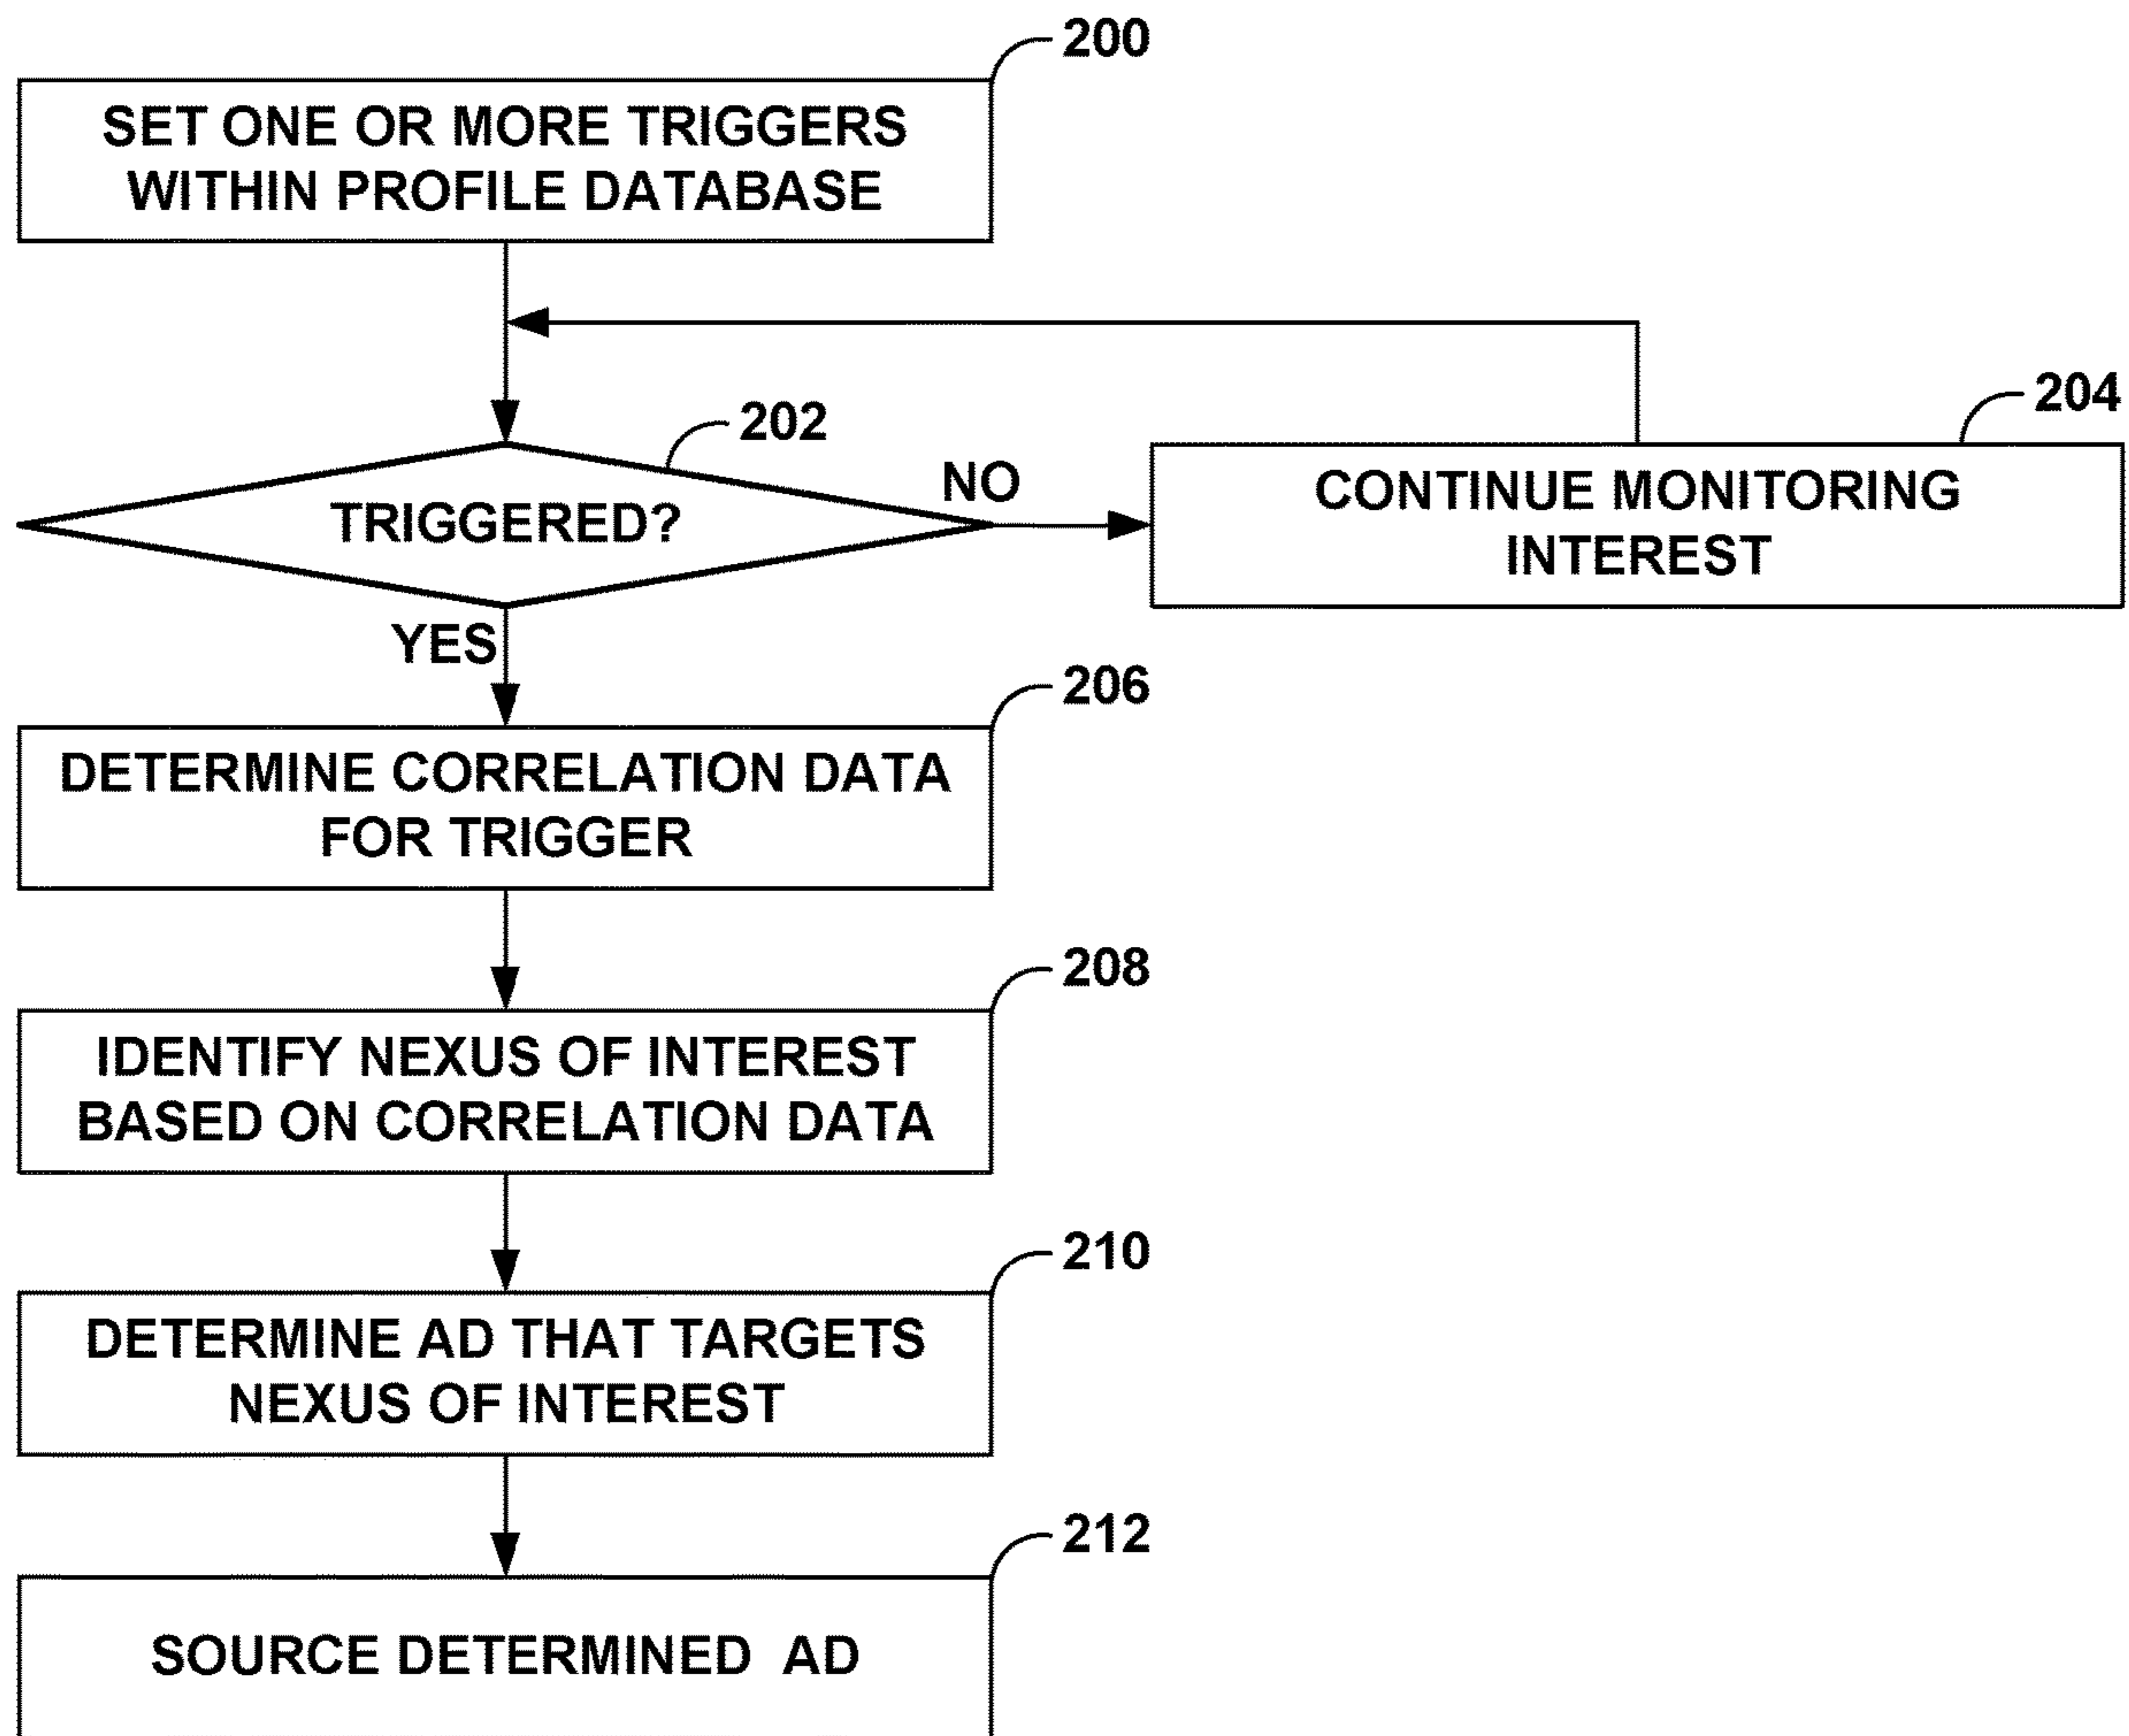 200
SET ONE OR MORE TRIGGERS
WITHIN PROFILE DATABASE
202
TRIGGERED?
NO
204
CONTINUE MONITORING
INTEREST
YES
206
DETERMINE CORRELATION DATA
FOR TRIGGER
208
IDENTIFY NEXUS OF INTEREST
BASED ON CORRELATION DATA
210
DETERMINE AD THAT TARGETS
NEXUS OF INTEREST
212
SOURCE DETERMINED AD